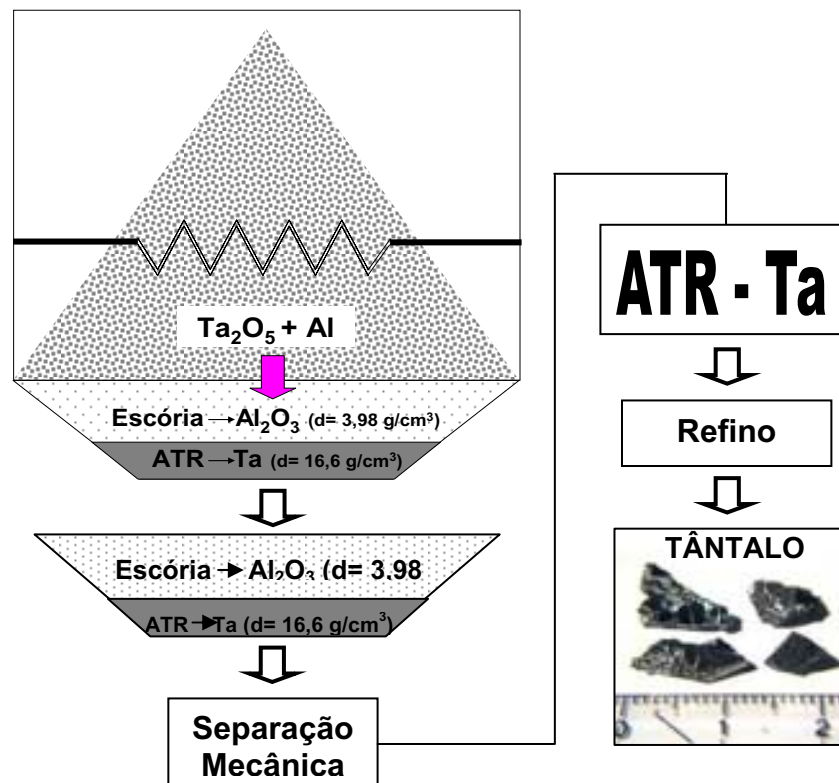 Ta₂O₅ + Al
Escória → Al₂O₃ (d= 3,98 g/cm³)
ATR → Ta (d= 16,6 g/cm³)
Escória → Al₂O₃ (d= 3,98
ATR → Ta (d= 16,6 g/cm³)
Separação
Mecânica
ATR - Ta
Refino
TÂNTALO
0 1 2